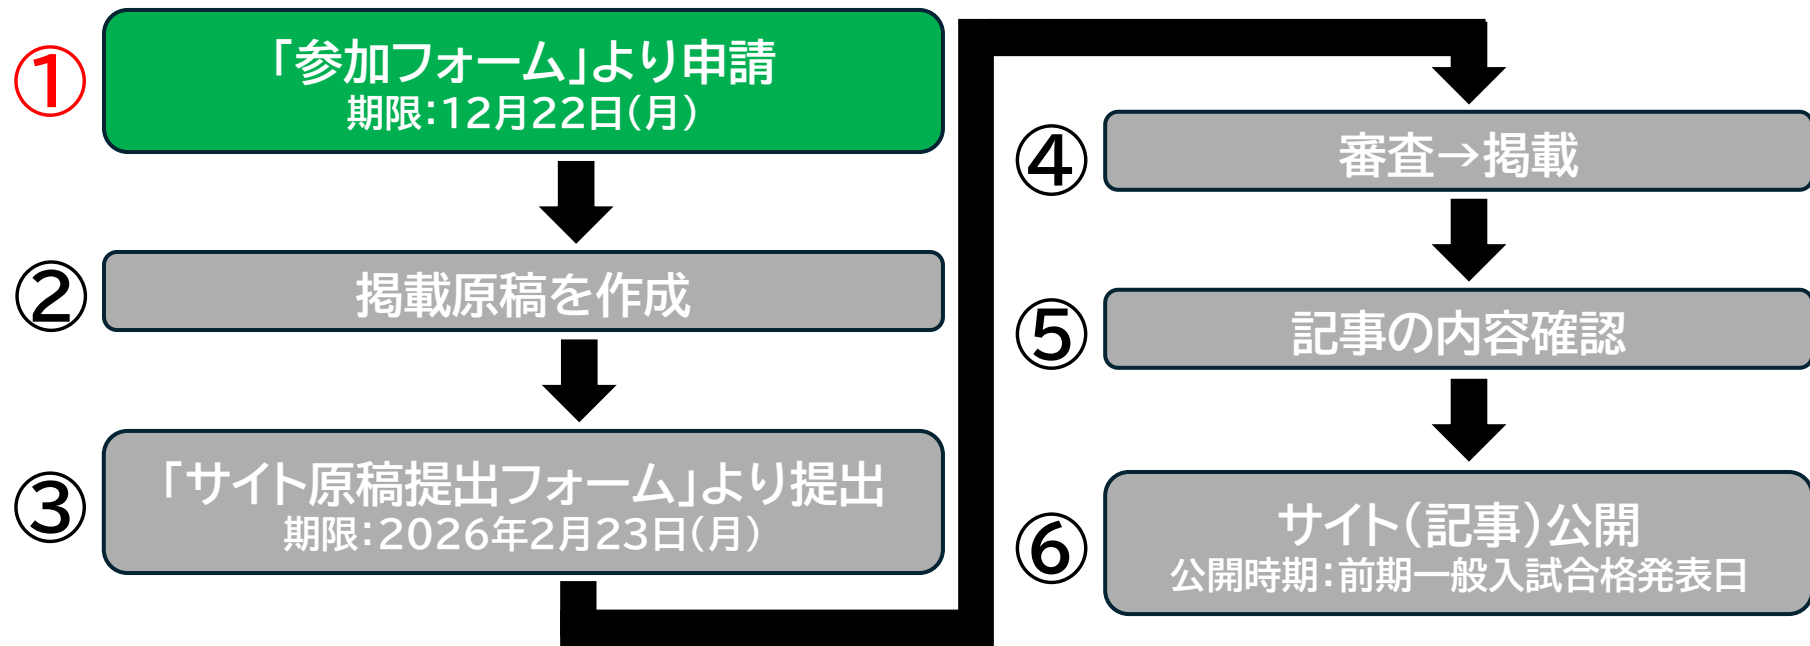 ①
「参加フォーム」より申請
期限：12月22日（月）
②
掲載原稿を作成
③
「サイト原稿提出フォーム」より提出
期限：2026年2月23日（月）
④
審査→掲載
⑤
記事の内容確認
⑥
サイト（記事）公開
公開時期：前期一般入試合格発表日